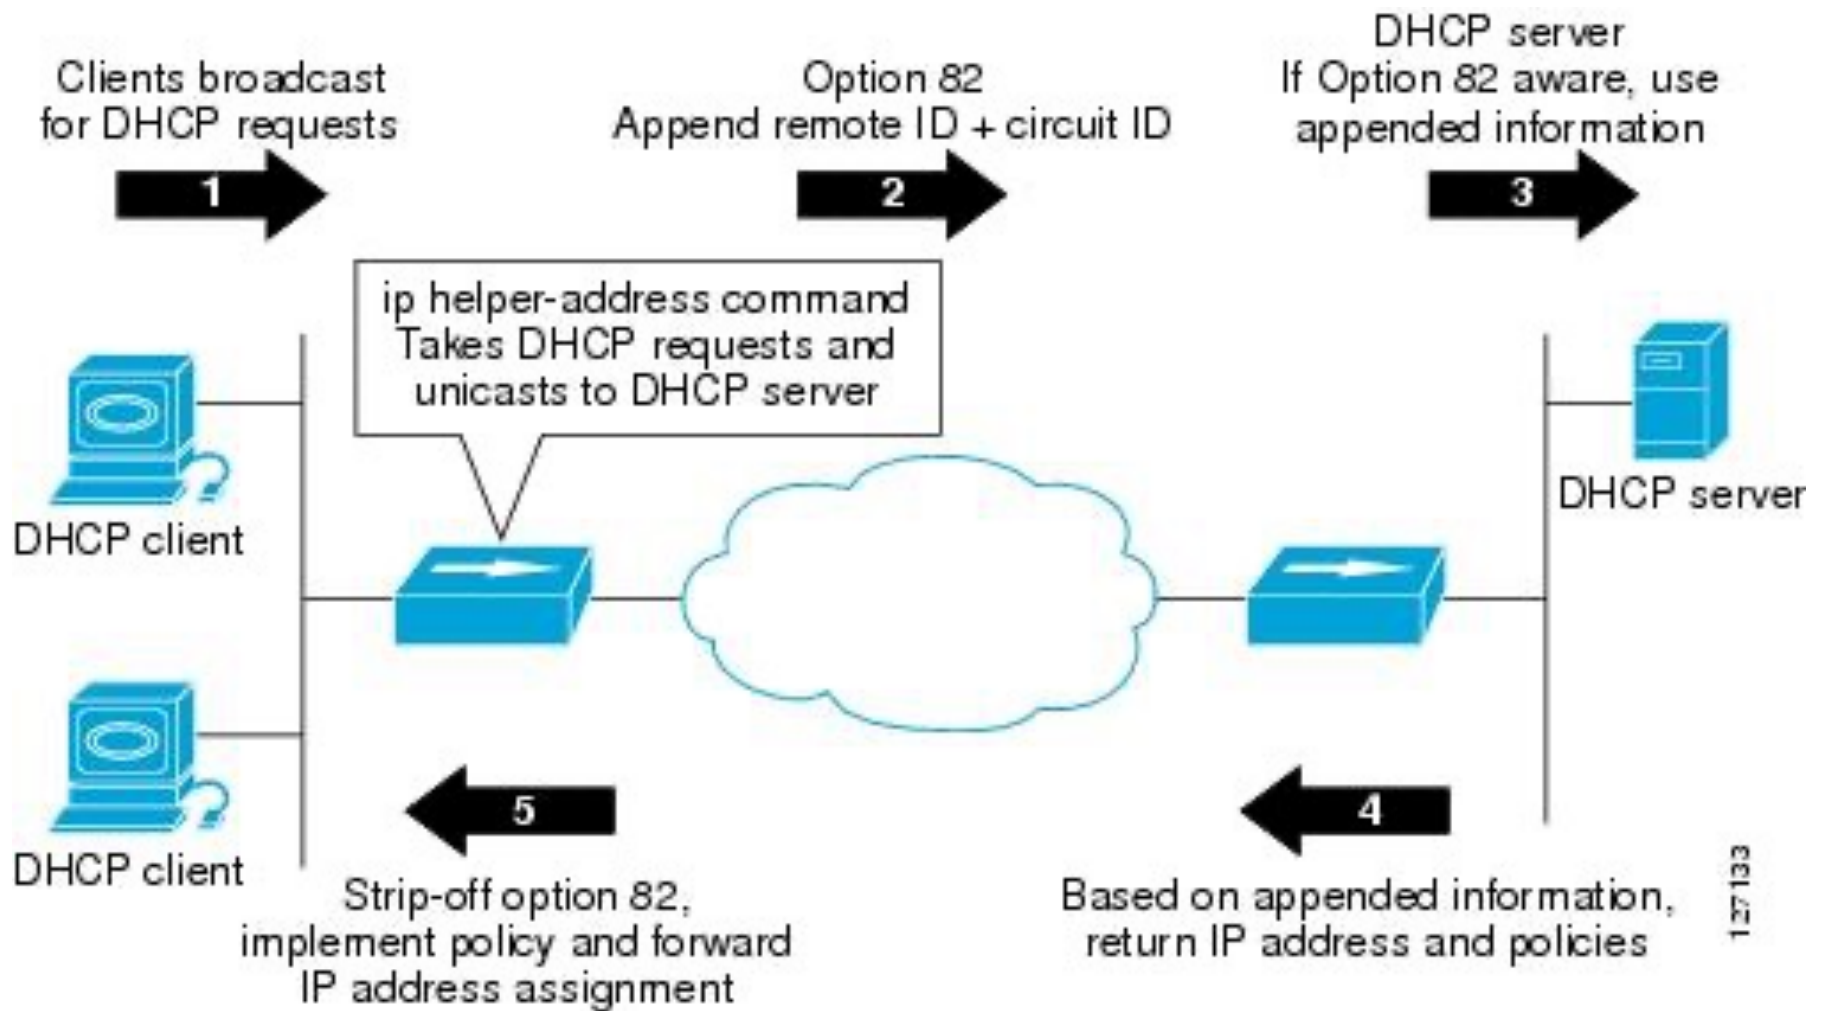 Clients broadcast
for DHCP requests
1
Option 82
Append remote ID + circuit ID
2
DHCP server
If Option 82 aware, use
appended information
3
ip helper-address command
Takes DHCP requests and
unicasts to DHCP server
DHCP client
DHCP server
DHCP client
5
Strip-off option 82,
implement policy and forward
IP address assignment
4
Based on appended information,
return IP address and policies
127133